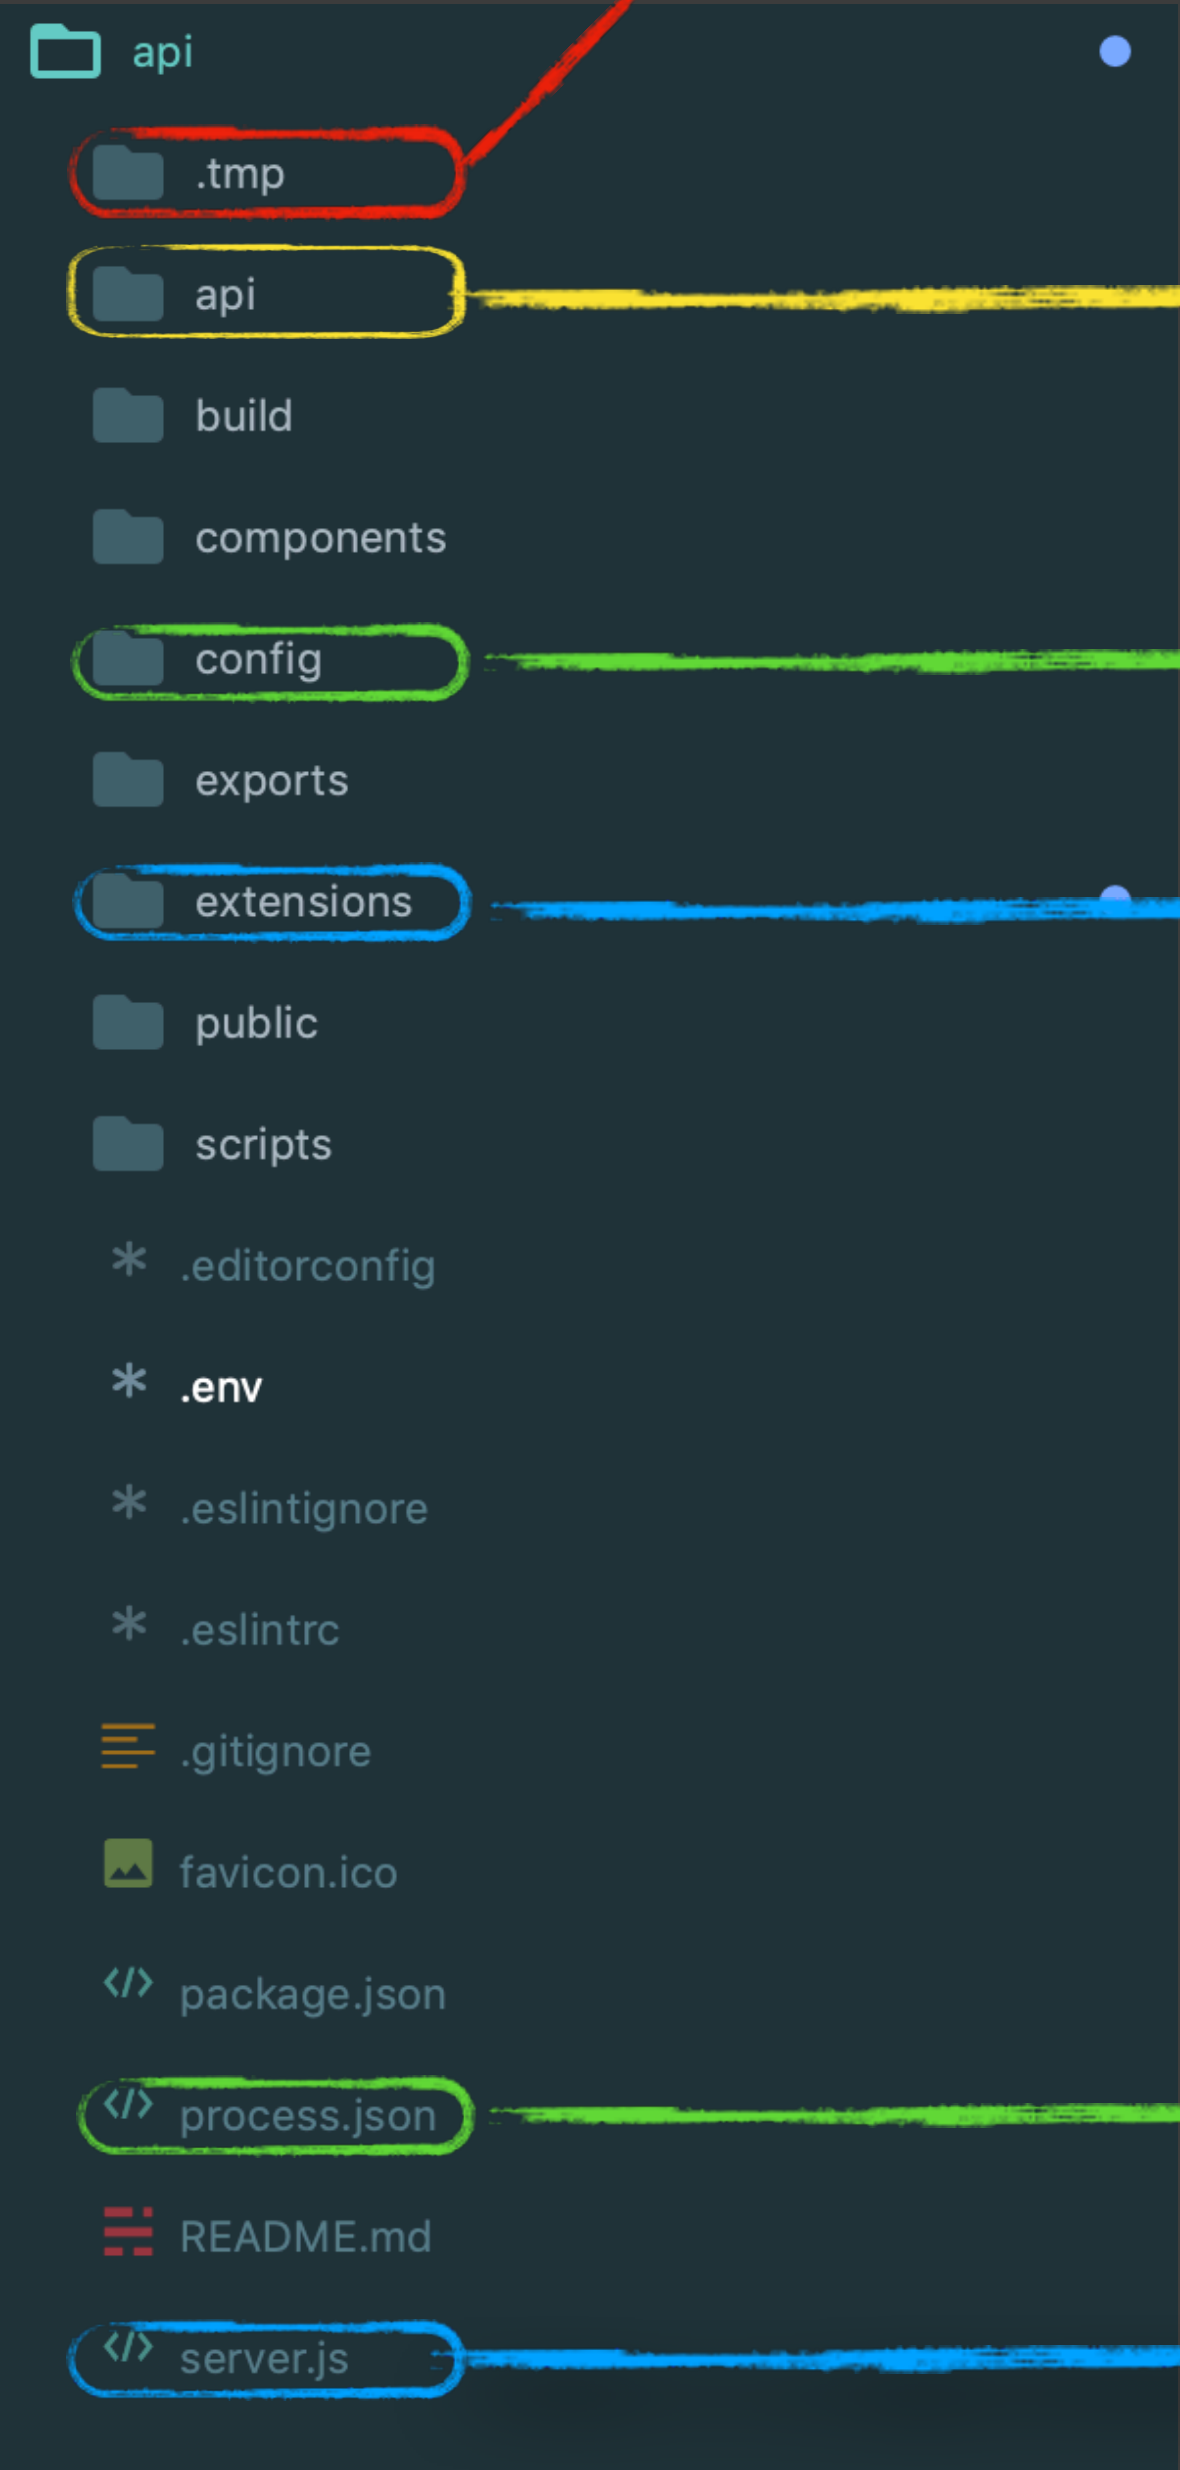 api
.tmp
api
build
components
config
exports
extensions
public
scripts
.editorconfig
.env
.eslintignore
.eslintrc
.gitignore
favicon.ico
package.json
process.json
README.md
server.js